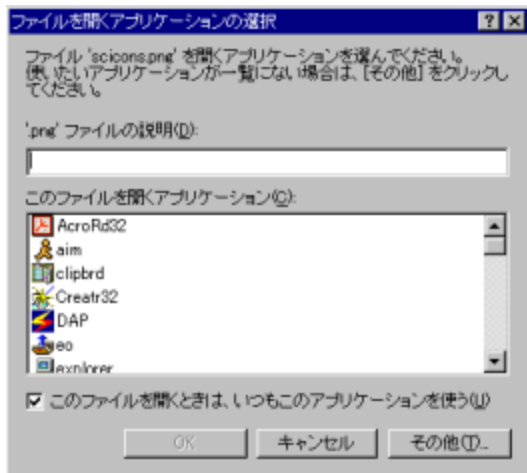 ファイルを開くアプリケーションの選択
ファイル 'scicons.png' を開くアプリケーションを選んでください。
使いたいアプリケーションが一覧にない場合は、[その他] をクリックし
てください。
'.png' ファイルの説明(D):
このファイルを開くアプリケーション(C):
AcroRd32
aim
clipbrd
Creatr32
DAP
eo
explorer
このファイルを開くときは、いつもこのアプリケーションを使う(U)
OK
キャンセル
その他(T)...